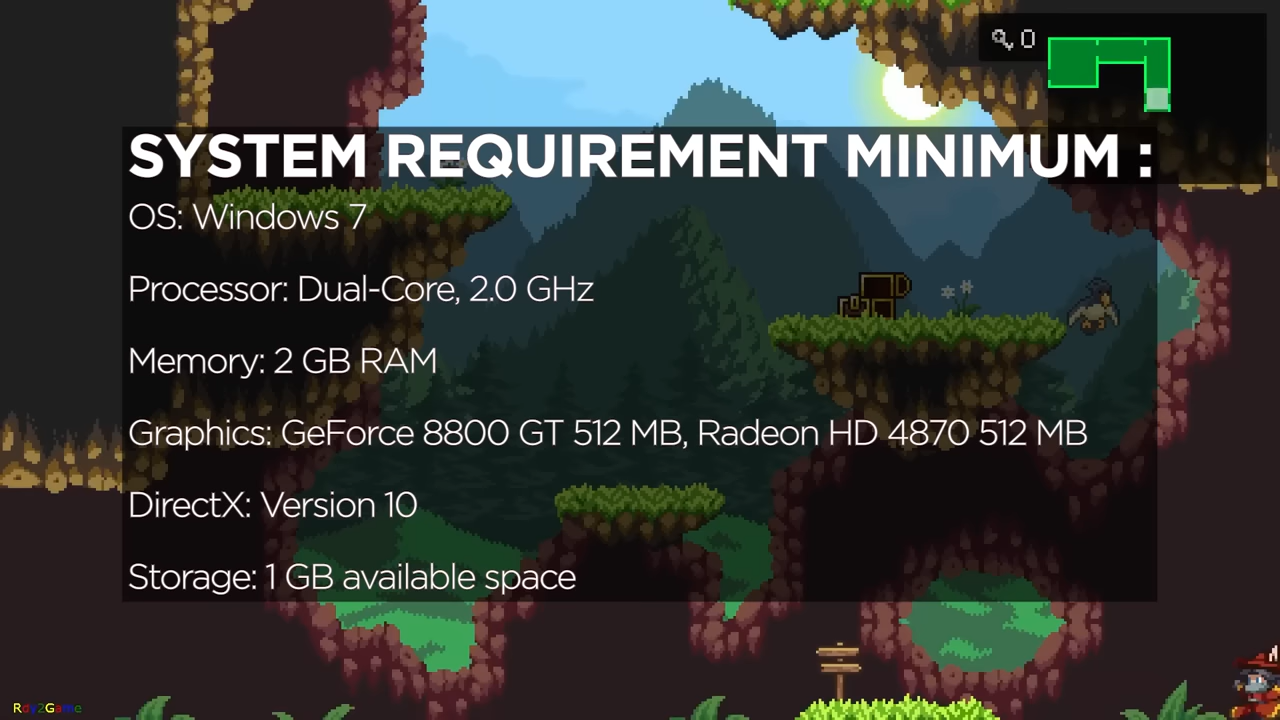 0
SYSTEM REQUIREMENT MINIMUM :
OS: Windows 7
Processor: Dual-Core, 2.0 GHz
Memory: 2 GB RAM
Graphics: GeForce 8800 GT 512 MB, Radeon HD 4870 512 MB
DirectX: Version 10
Storage: 1 GB available space
Rdy2Game